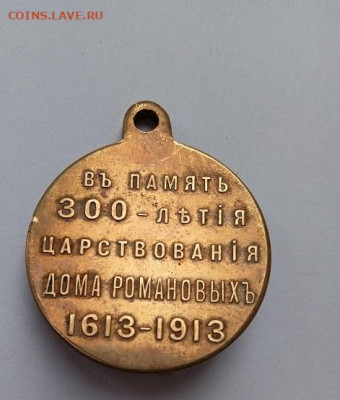 COINS.LAVE.RU
ВЪ ПАМЯТЬ
300-ЛѢТІЯ
ЦАРСТВОВАНІЯ
ДОМА РОМАНОВЫХЪ
1613-1913